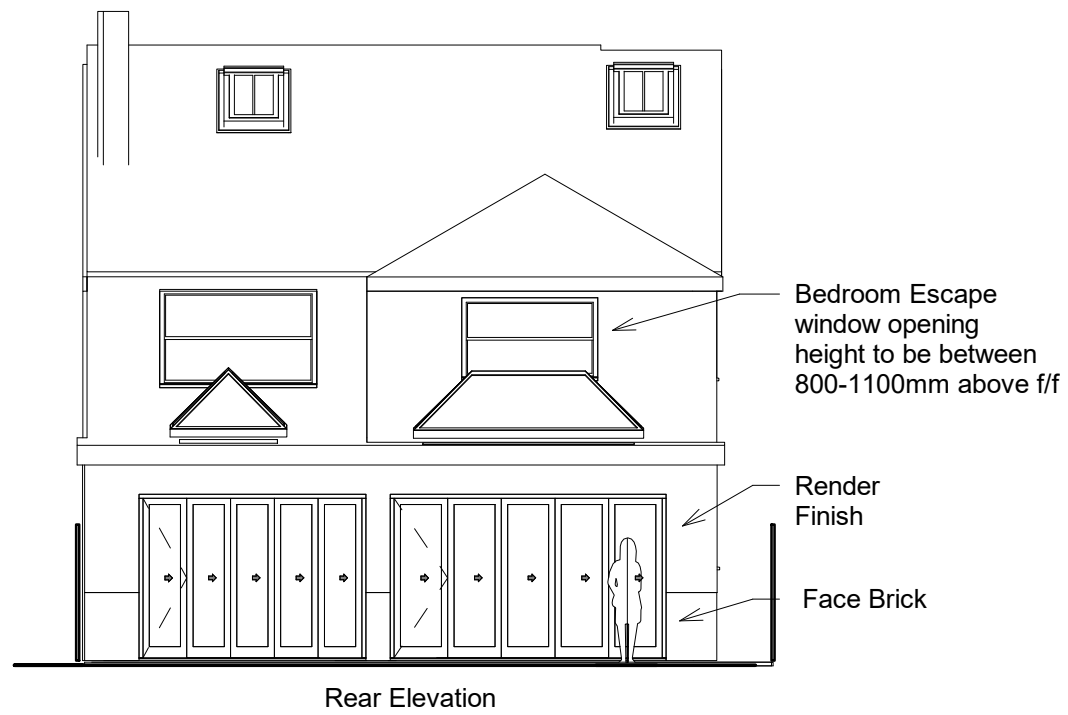 Bedroom Escape
window opening
height to be between
800-1100mm above f/f
Render
Finish
Face Brick
Rear Elevation